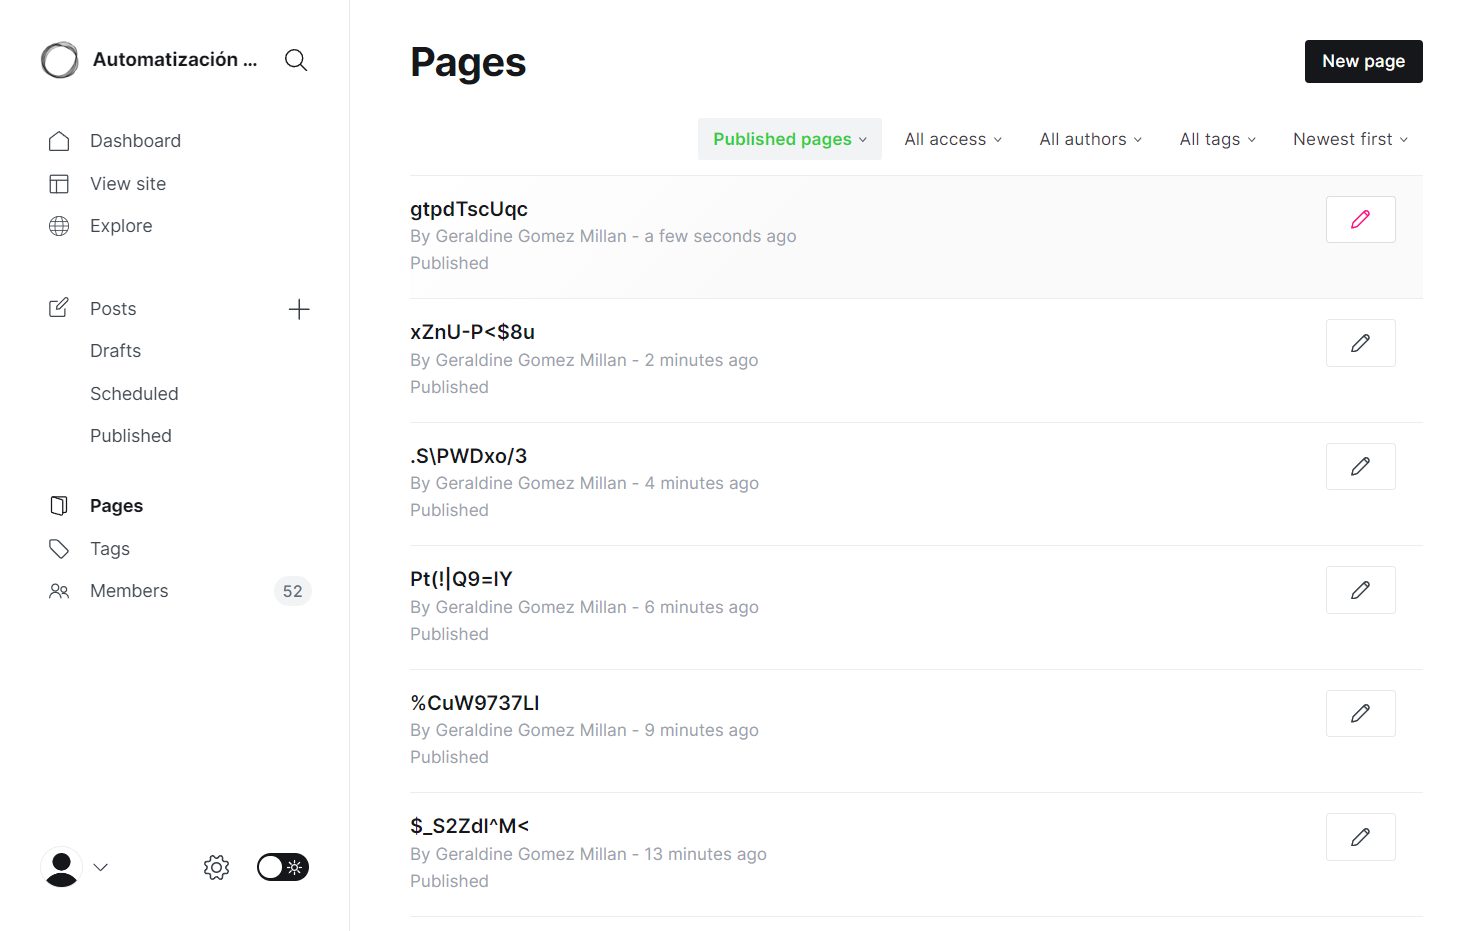 Automatización ...
Dashboard
View site
Explore
Posts
Drafts
Scheduled
Published
Pages
Tags
Members
52
Pages
New page
Published pages
All access
All authors
All tags
Newest first
gtpdTscUqc
By Geraldine Gomez Millan - a few seconds ago
Published
xZnU-P<$8u
By Geraldine Gomez Millan - 2 minutes ago
Published
.S\PWDxo/3
By Geraldine Gomez Millan - 4 minutes ago
Published
Pt(!|Q9=IY
By Geraldine Gomez Millan - 6 minutes ago
Published
%CuW9737LI
By Geraldine Gomez Millan - 9 minutes ago
Published
$_S2ZdI^M<
By Geraldine Gomez Millan - 13 minutes ago
Published